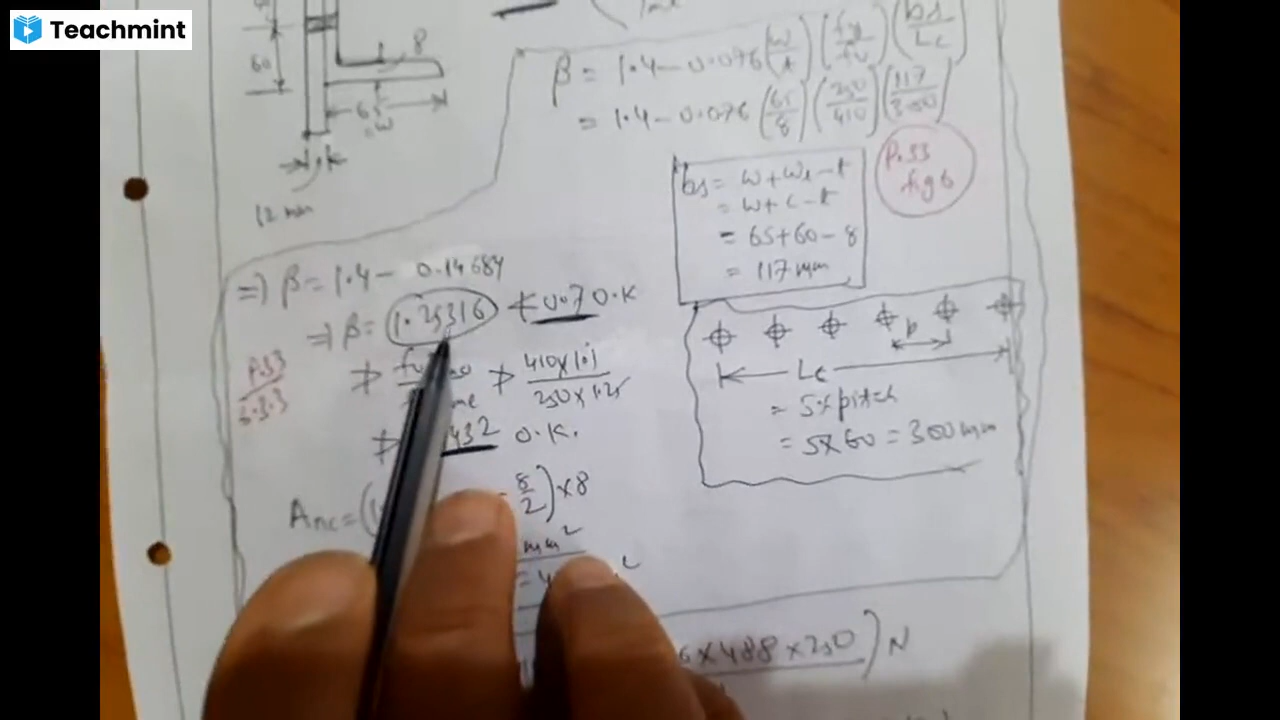 Teachmint
60
8
65
w
12 mm
β = 1.4 - 0.076 (w/t) (fy/fu) (bs/Lc)
= 1.4 - 0.076 (65/8) (250/410) (117/300)
P.33
fig 6
bs = w + w1 - t
= w + c - t
= 65 + 60 - 8
= 117 mm
=> β = 1.4 - 0.14684
=> β = 1.25316 ≮ 0.7 O.K
P.33
6.3.3
≯ 410 x 1.1 / 250 x 1.25
≯ 432 O.K.
p
Lc
= 5 x pitch
= 5 x 60 = 300 mm
Anc = ( - 8/2) x 8
mm²
x 488 x 250 ) N